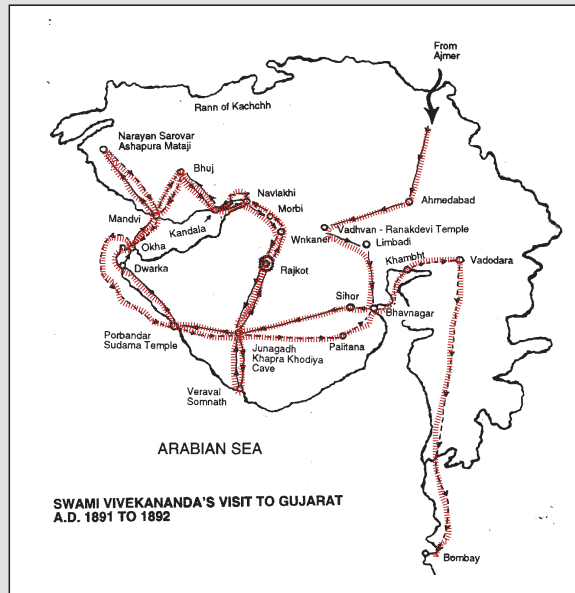 From
Ajmer
Rann of Kachchh
Narayan Sarovar
Ashapura Mataji
Bhuj
Navlakhi
Ahmedabad
Morbi
Mandvi
Kandala
Vadhvan - Ranakdevi Temple
Wnkaner
Limbadi
Okha
Khambht
Vadodara
Dwarka
Rajkot
Sihor
Bhavnagar
Porbandar
Sudama Temple
Junagadh
Khapra Khodiya
Cave
Palitana
Veraval
Somnath
ARABIAN SEA
SWAMI VIVEKANANDA'S VISIT TO GUJARAT
A.D. 1891 TO 1892
Bombay